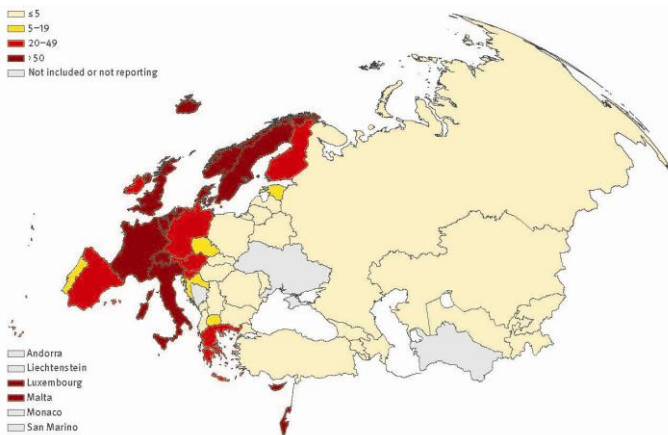 ≤5
5–19
20–49
>50
Not included or not reporting
Andorra
Liechtenstein
Luxembourg
Malta
Monaco
San Marino